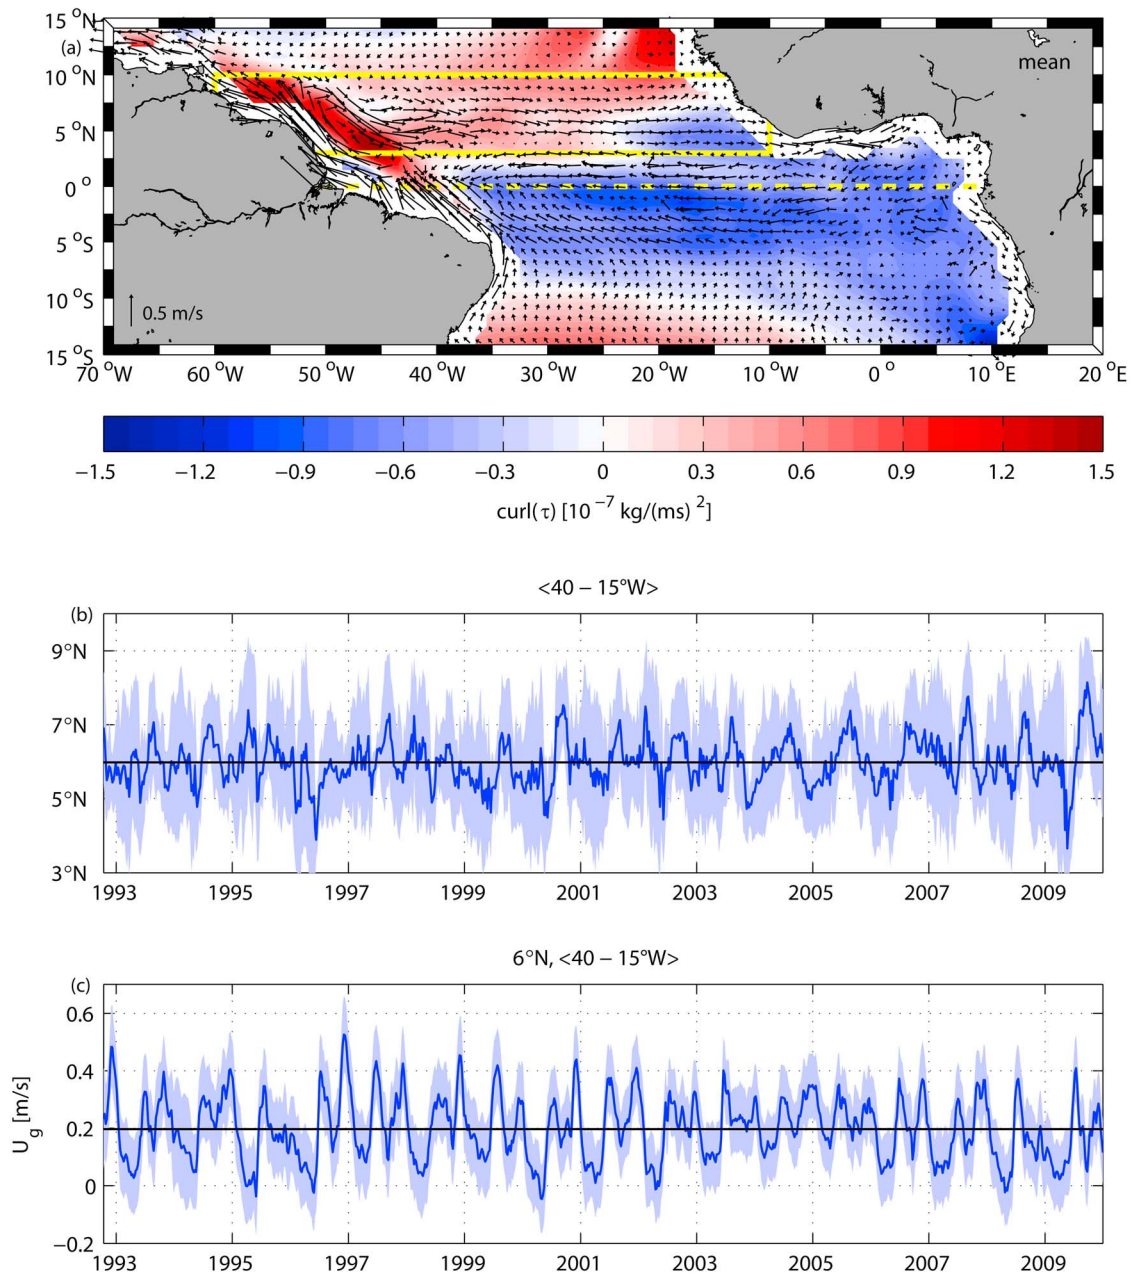 15 °N
(a)
mean
10 °N
5 °N
0 °
5 °S
10 °S
0.5 m/s
15 °S
70 °W 60 °W 50 °W 40 °W 30 °W 20 °W 10 °W 0 ° 10 °E 20 °E
−1.5 −1.2 −0.9 −0.6 −0.3 0 0.3 0.6 0.9 1.2 1.5
curl(τ) [10 ⁻⁷ kg/(ms) ²]
<40 − 15°W>
(b)
9°N
7°N
5°N
3°N
1993 1995 1997 1999 2001 2003 2005 2007 2009
6°N, <40 − 15°W>
(c)
0.6
0.4
0.2
0
−0.2
U g [m/s]
1993 1995 1997 1999 2001 2003 2005 2007 2009